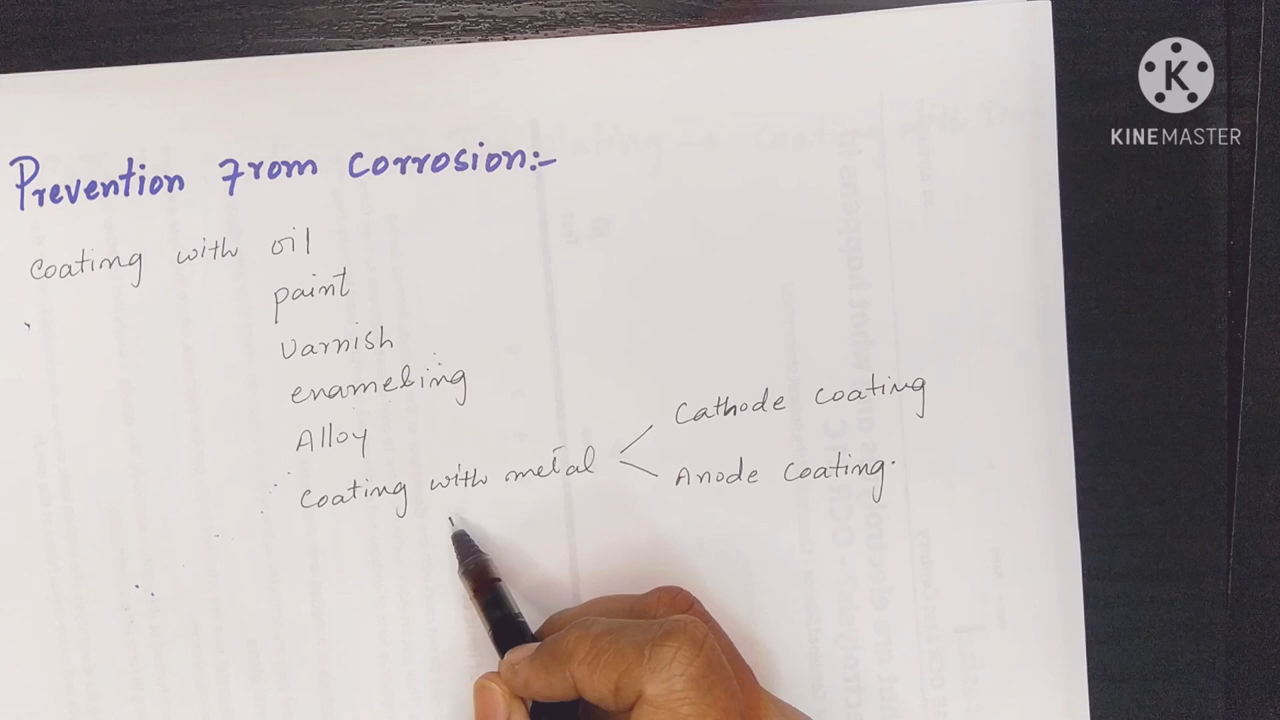 Prevention from Corrosion:-
Coating with oil
paint
Varnish
enameling
Alloy
Coating with metal
Cathode coating
Anode coating.
KINEMASTER